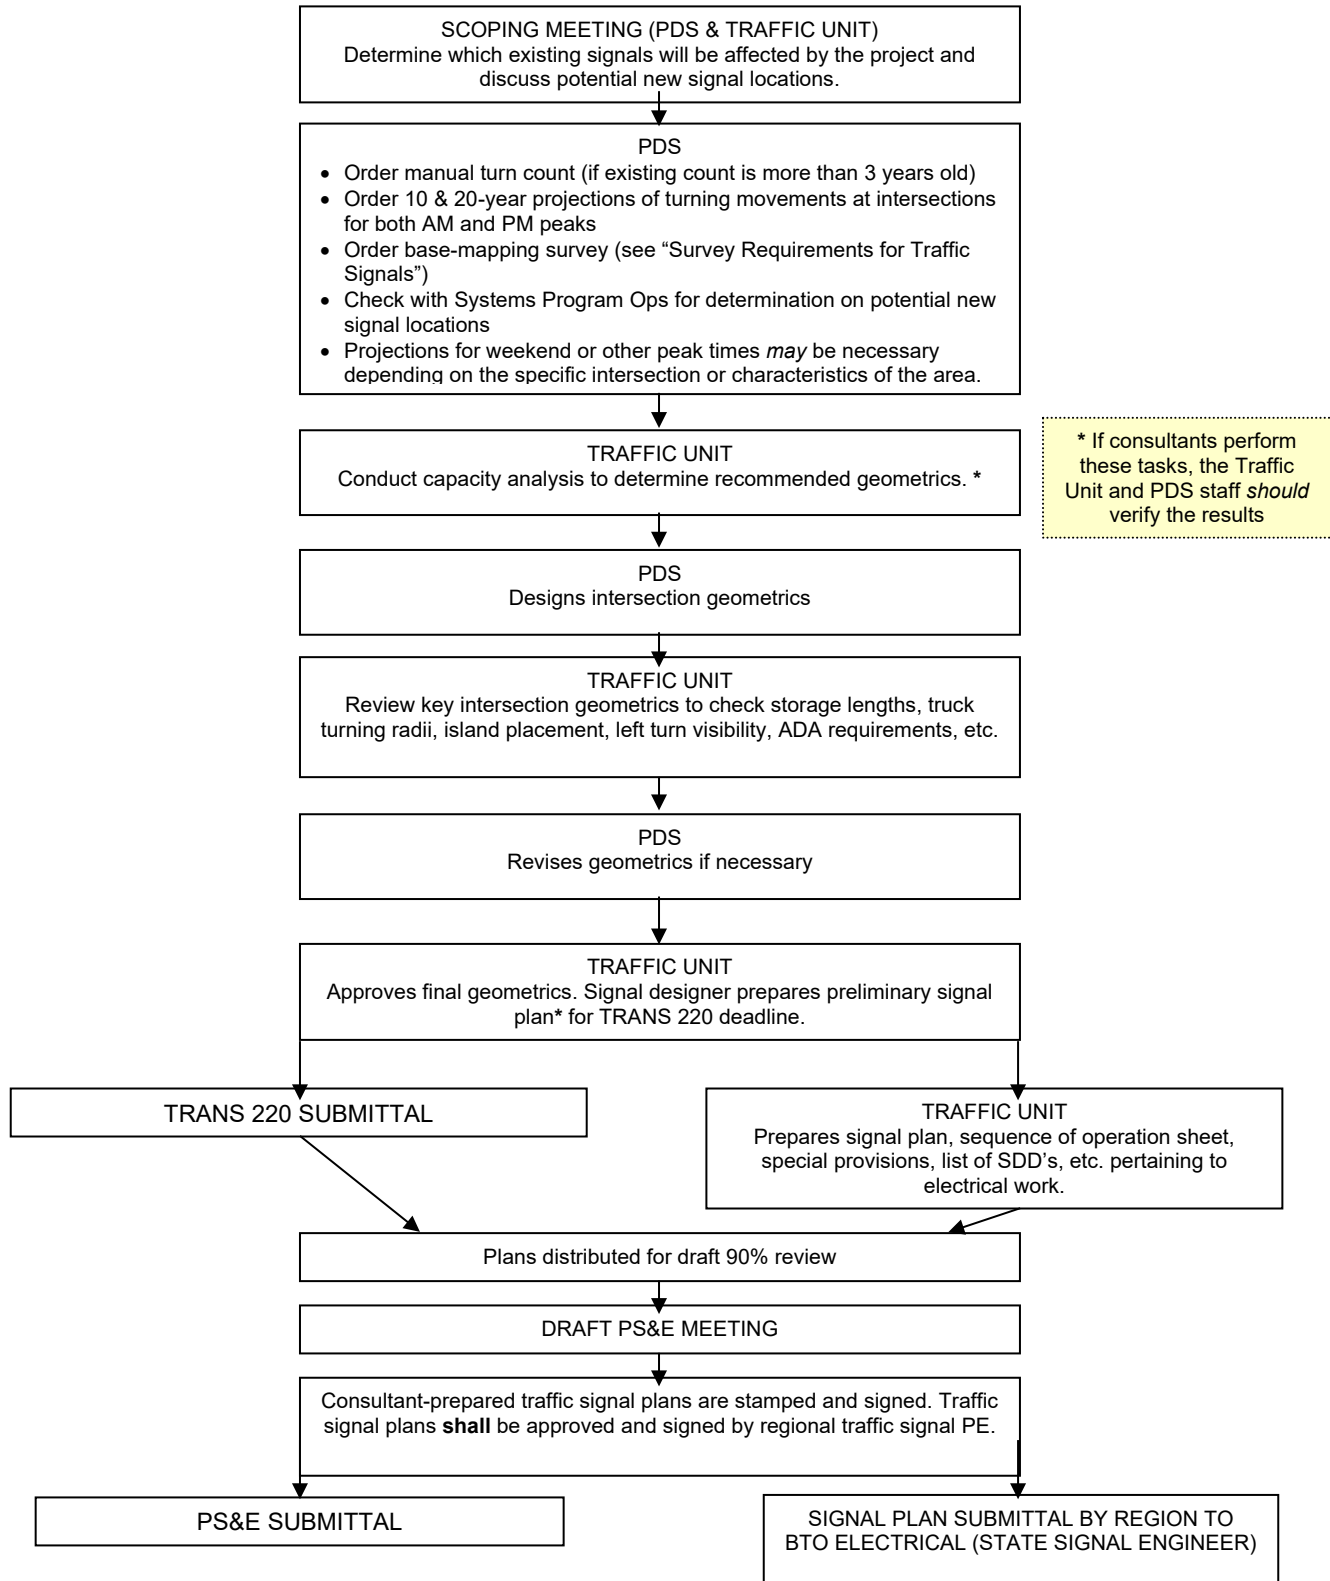 SCOPING MEETING (PDS & TRAFFIC UNIT)
Determine which existing signals will be affected by the project and
discuss potential new signal locations.
PDS
• Order manual turn count (if existing count is more than 3 years old)
• Order 10 & 20-year projections of turning movements at intersections
for both AM and PM peaks
• Order base-mapping survey (see “Survey Requirements for Traffic
Signals”)
• Check with Systems Program Ops for determination on potential new
signal locations
• Projections for weekend or other peak times may be necessary
depending on the specific intersection or characteristics of the area.
TRAFFIC UNIT
Conduct capacity analysis to determine recommended geometrics. *
* If consultants perform
these tasks, the Traffic
Unit and PDS staff should
verify the results
PDS
Designs intersection geometrics
TRAFFIC UNIT
Review key intersection geometrics to check storage lengths, truck
turning radii, island placement, left turn visibility, ADA requirements, etc.
PDS
Revises geometrics if necessary
TRAFFIC UNIT
Approves final geometrics. Signal designer prepares preliminary signal
plan* for TRANS 220 deadline.
TRANS 220 SUBMITTAL
TRAFFIC UNIT
Prepares signal plan, sequence of operation sheet,
special provisions, list of SDD's, etc. pertaining to
electrical work.
Plans distributed for draft 90% review
DRAFT PS&E MEETING
Consultant-prepared traffic signal plans are stamped and signed. Traffic
signal plans shall be approved and signed by regional traffic signal PE.
PS&E SUBMITTAL
SIGNAL PLAN SUBMITTAL BY REGION TO
BTO ELECTRICAL (STATE SIGNAL ENGINEER)